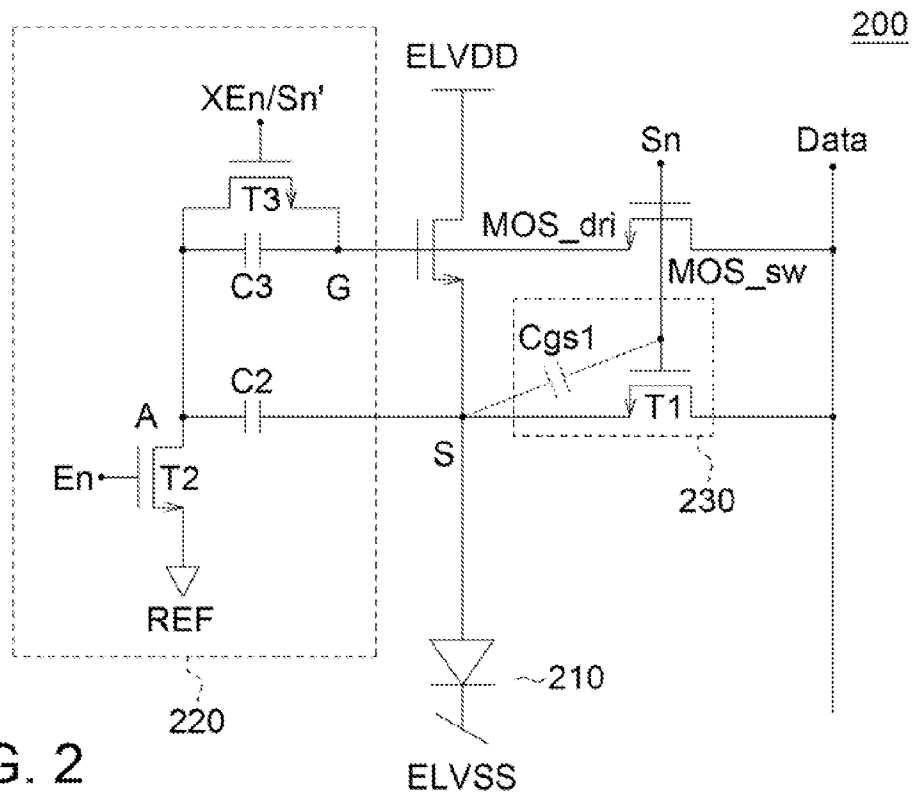 200
ELVDD
XEn/Sn'
Sn
Data
T3
MOS_dri
MOS_sw
C3
G
Cgs1
C2
T1
A
S
En
T2
230
REF
210
220
G. 2
ELVSS